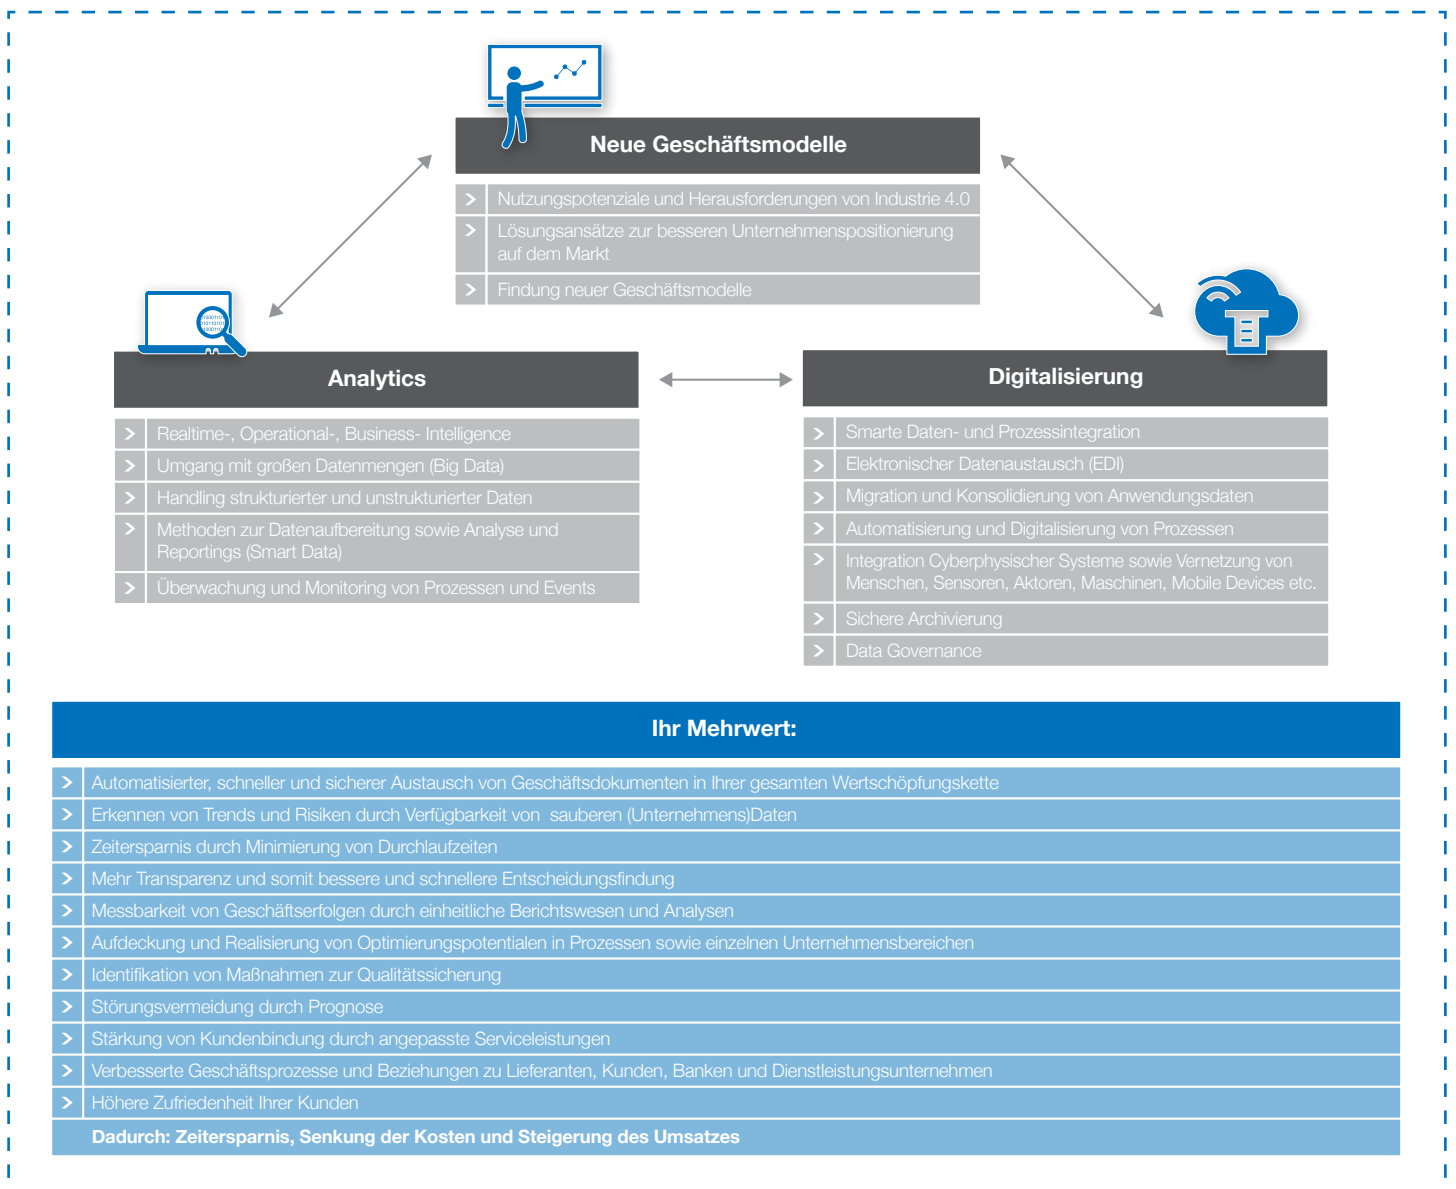 Neue Geschäftsmodelle
Nutzungspotenziale und Herausforderungen von Industrie 4.0
Lösungsansätze zur besseren Unternehmenspositionierung
auf dem Markt
Findung neuer Geschäftsmodelle
Analytics
Realtime-, Operational-, Business- Intelligence
Umgang mit großen Datenmengen (Big Data)
Handling strukturierter und unstrukturierter Daten
Methoden zur Datenaufbereitung sowie Analyse und
Reportings (Smart Data)
Überwachung und Monitoring von Prozessen und Events
Digitalisierung
Smarte Daten- und Prozessintegration
Elektronischer Datenaustausch (EDI)
Migration und Konsolidierung von Anwendungsdaten
Automatisierung und Digitalisierung von Prozessen
Integration Cyberphysischer Systeme sowie Vernetzung von
Menschen, Sensoren, Aktoren, Maschinen, Mobile Devices etc.
Sichere Archivierung
Data Governance
Ihr Mehrwert:
Automatisierter, schneller und sicherer Austausch von Geschäftsdokumenten in Ihrer gesamten Wertschöpfungskette
Erkennen von Trends und Risiken durch Verfügbarkeit von  sauberen (Unternehmens)Daten
Zeitersparnis durch Minimierung von Durchlaufzeiten
Mehr Transparenz und somit bessere und schnellere Entscheidungsfindung
Messbarkeit von Geschäftserfolgen durch einheitliche Berichtswesen und Analysen
Aufdeckung und Realisierung von Optimierungspotentialen in Prozessen sowie einzelnen Unternehmensbereichen
Identifikation von Maßnahmen zur Qualitätssicherung
Störungsvermeidung durch Prognose
Stärkung von Kundenbindung durch angepasste Serviceleistungen
Verbesserte Geschäftsprozesse und Beziehungen zu Lieferanten, Kunden, Banken und Dienstleistungsunternehmen
Höhere Zufriedenheit Ihrer Kunden
Dadurch: Zeitersparnis, Senkung der Kosten und Steigerung des Umsatzes